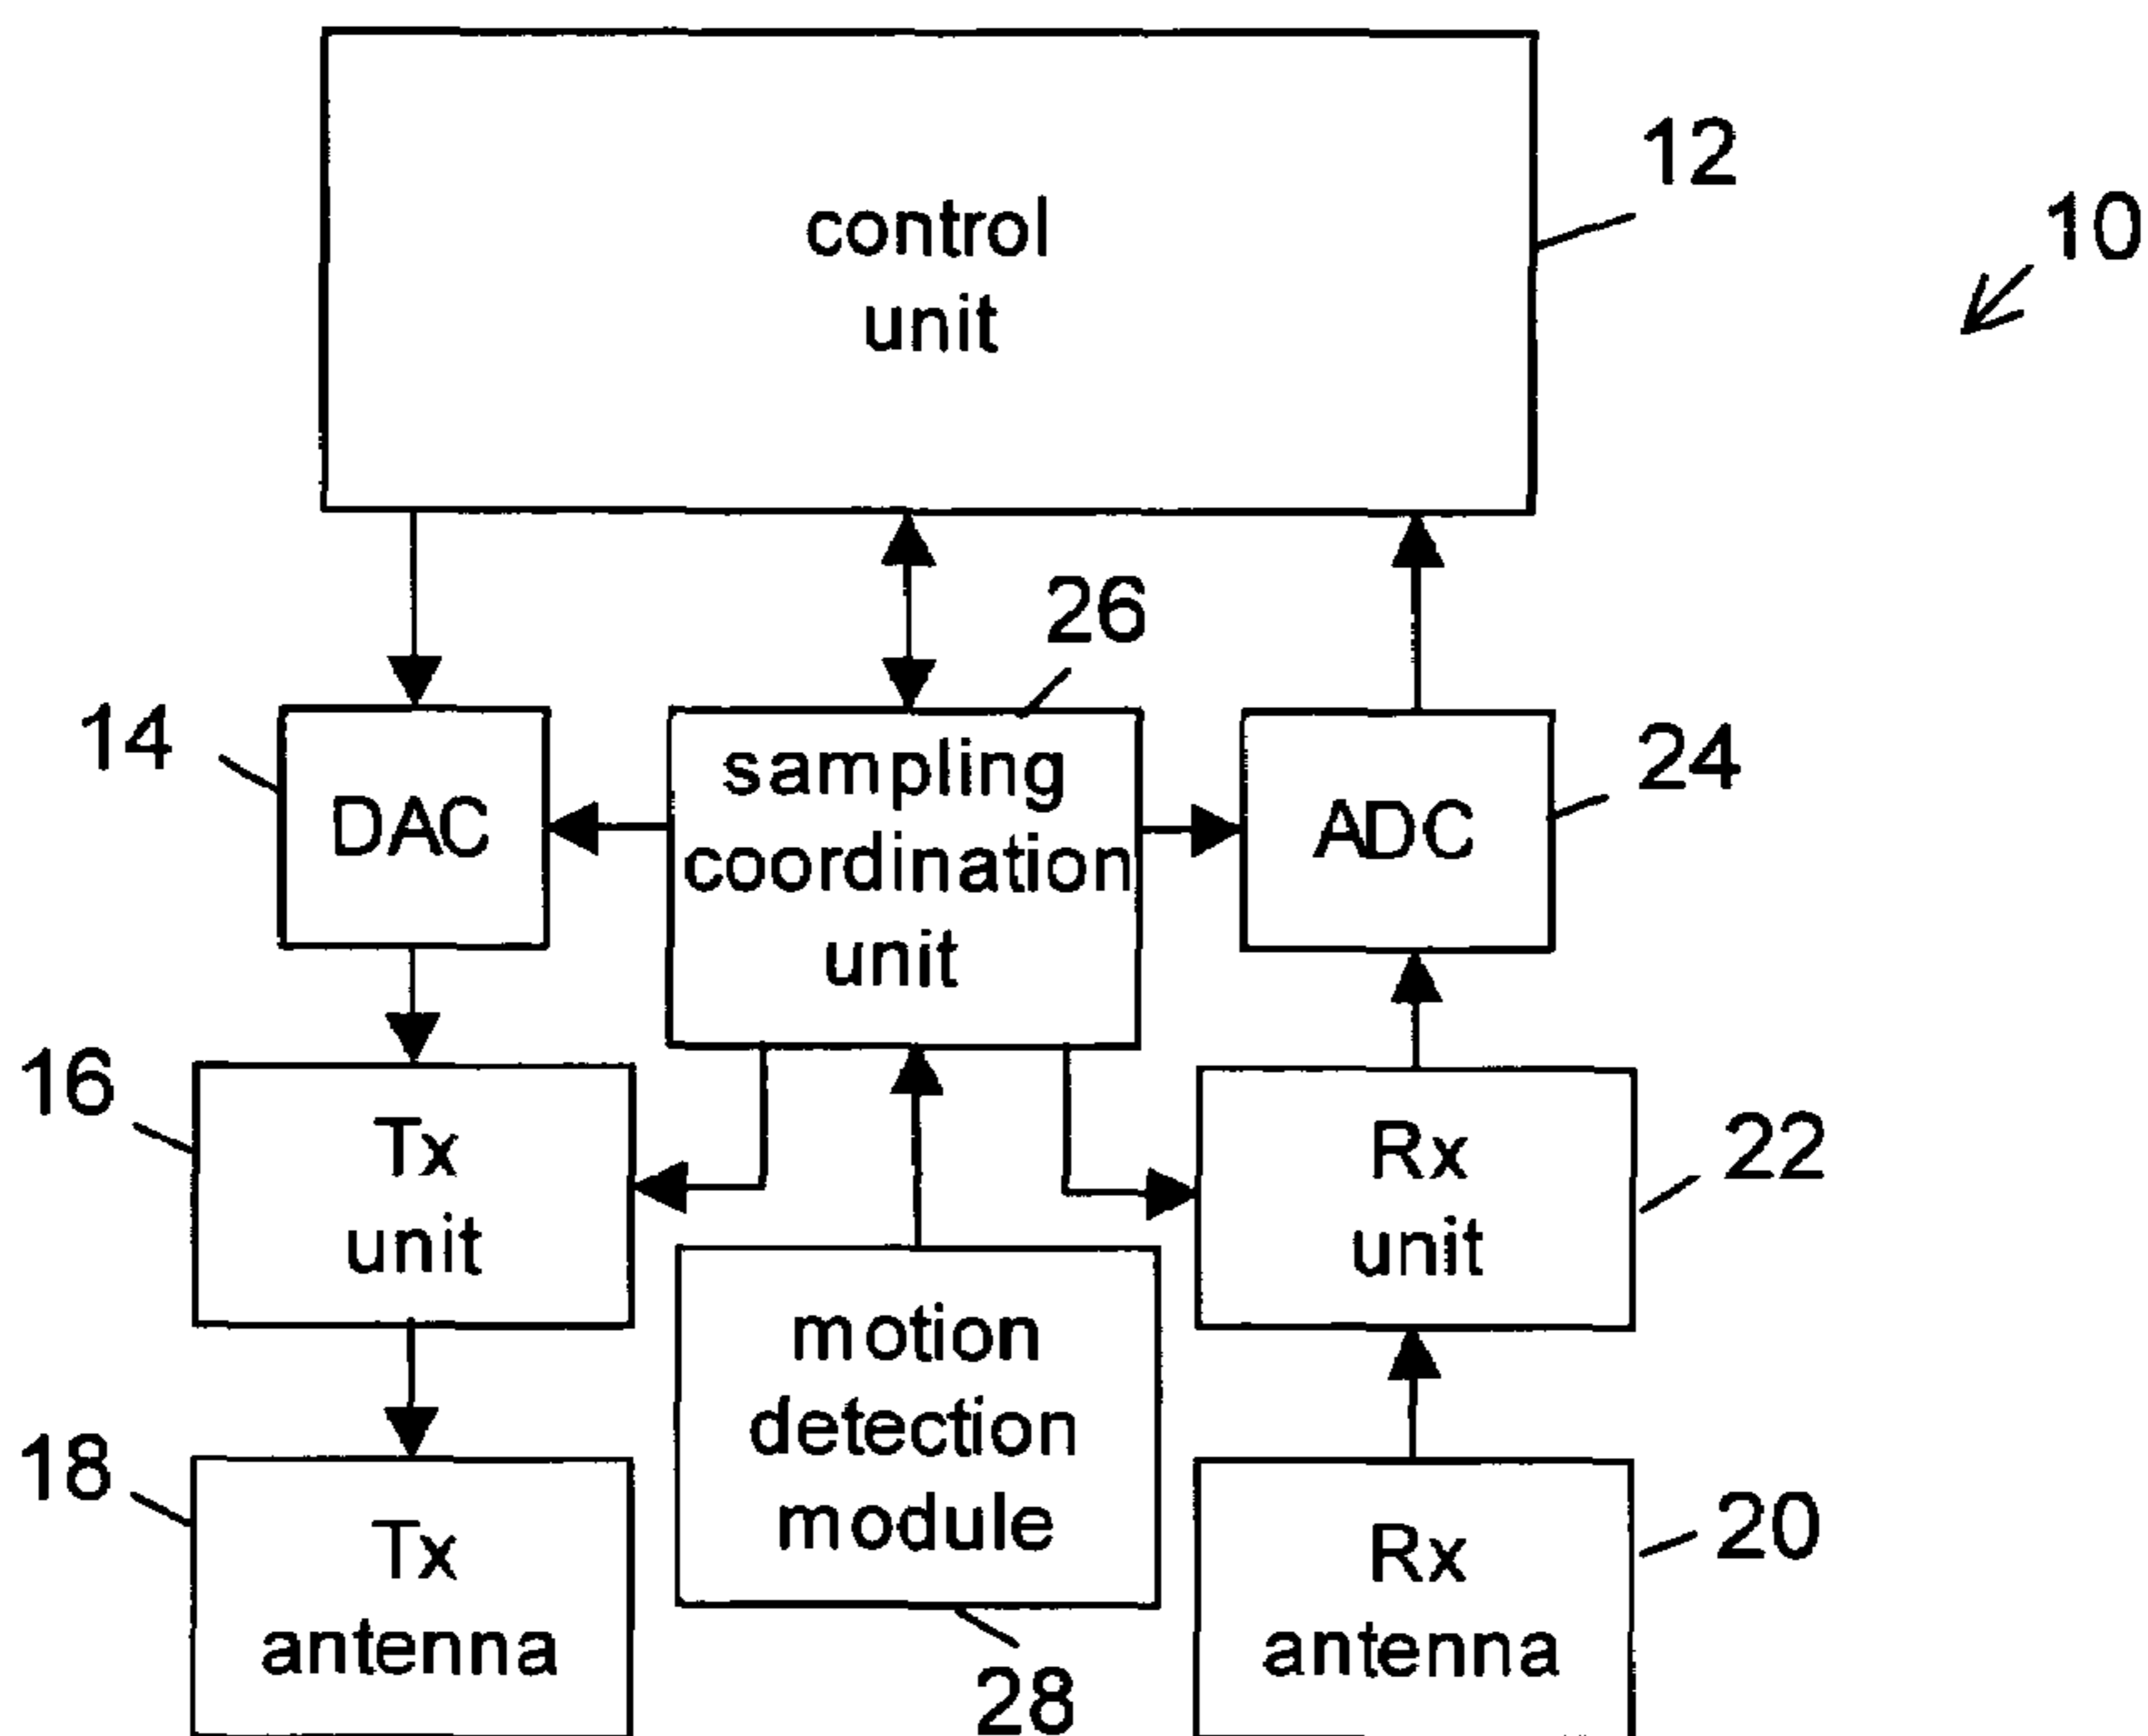 control
unit
12
10
26
14
DAC
sampling
coordination
unit
ADC
24
16
Tx
unit
Rx
unit
22
motion
detection
module
18
Tx
antenna
Rx
antenna
20
28